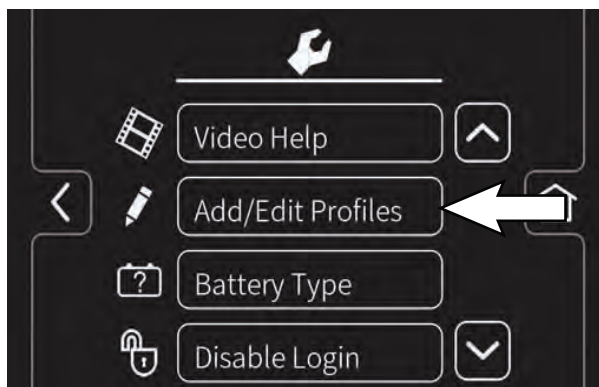 Video Help
Add/Edit Profiles
?
Battery Type
Disable Login